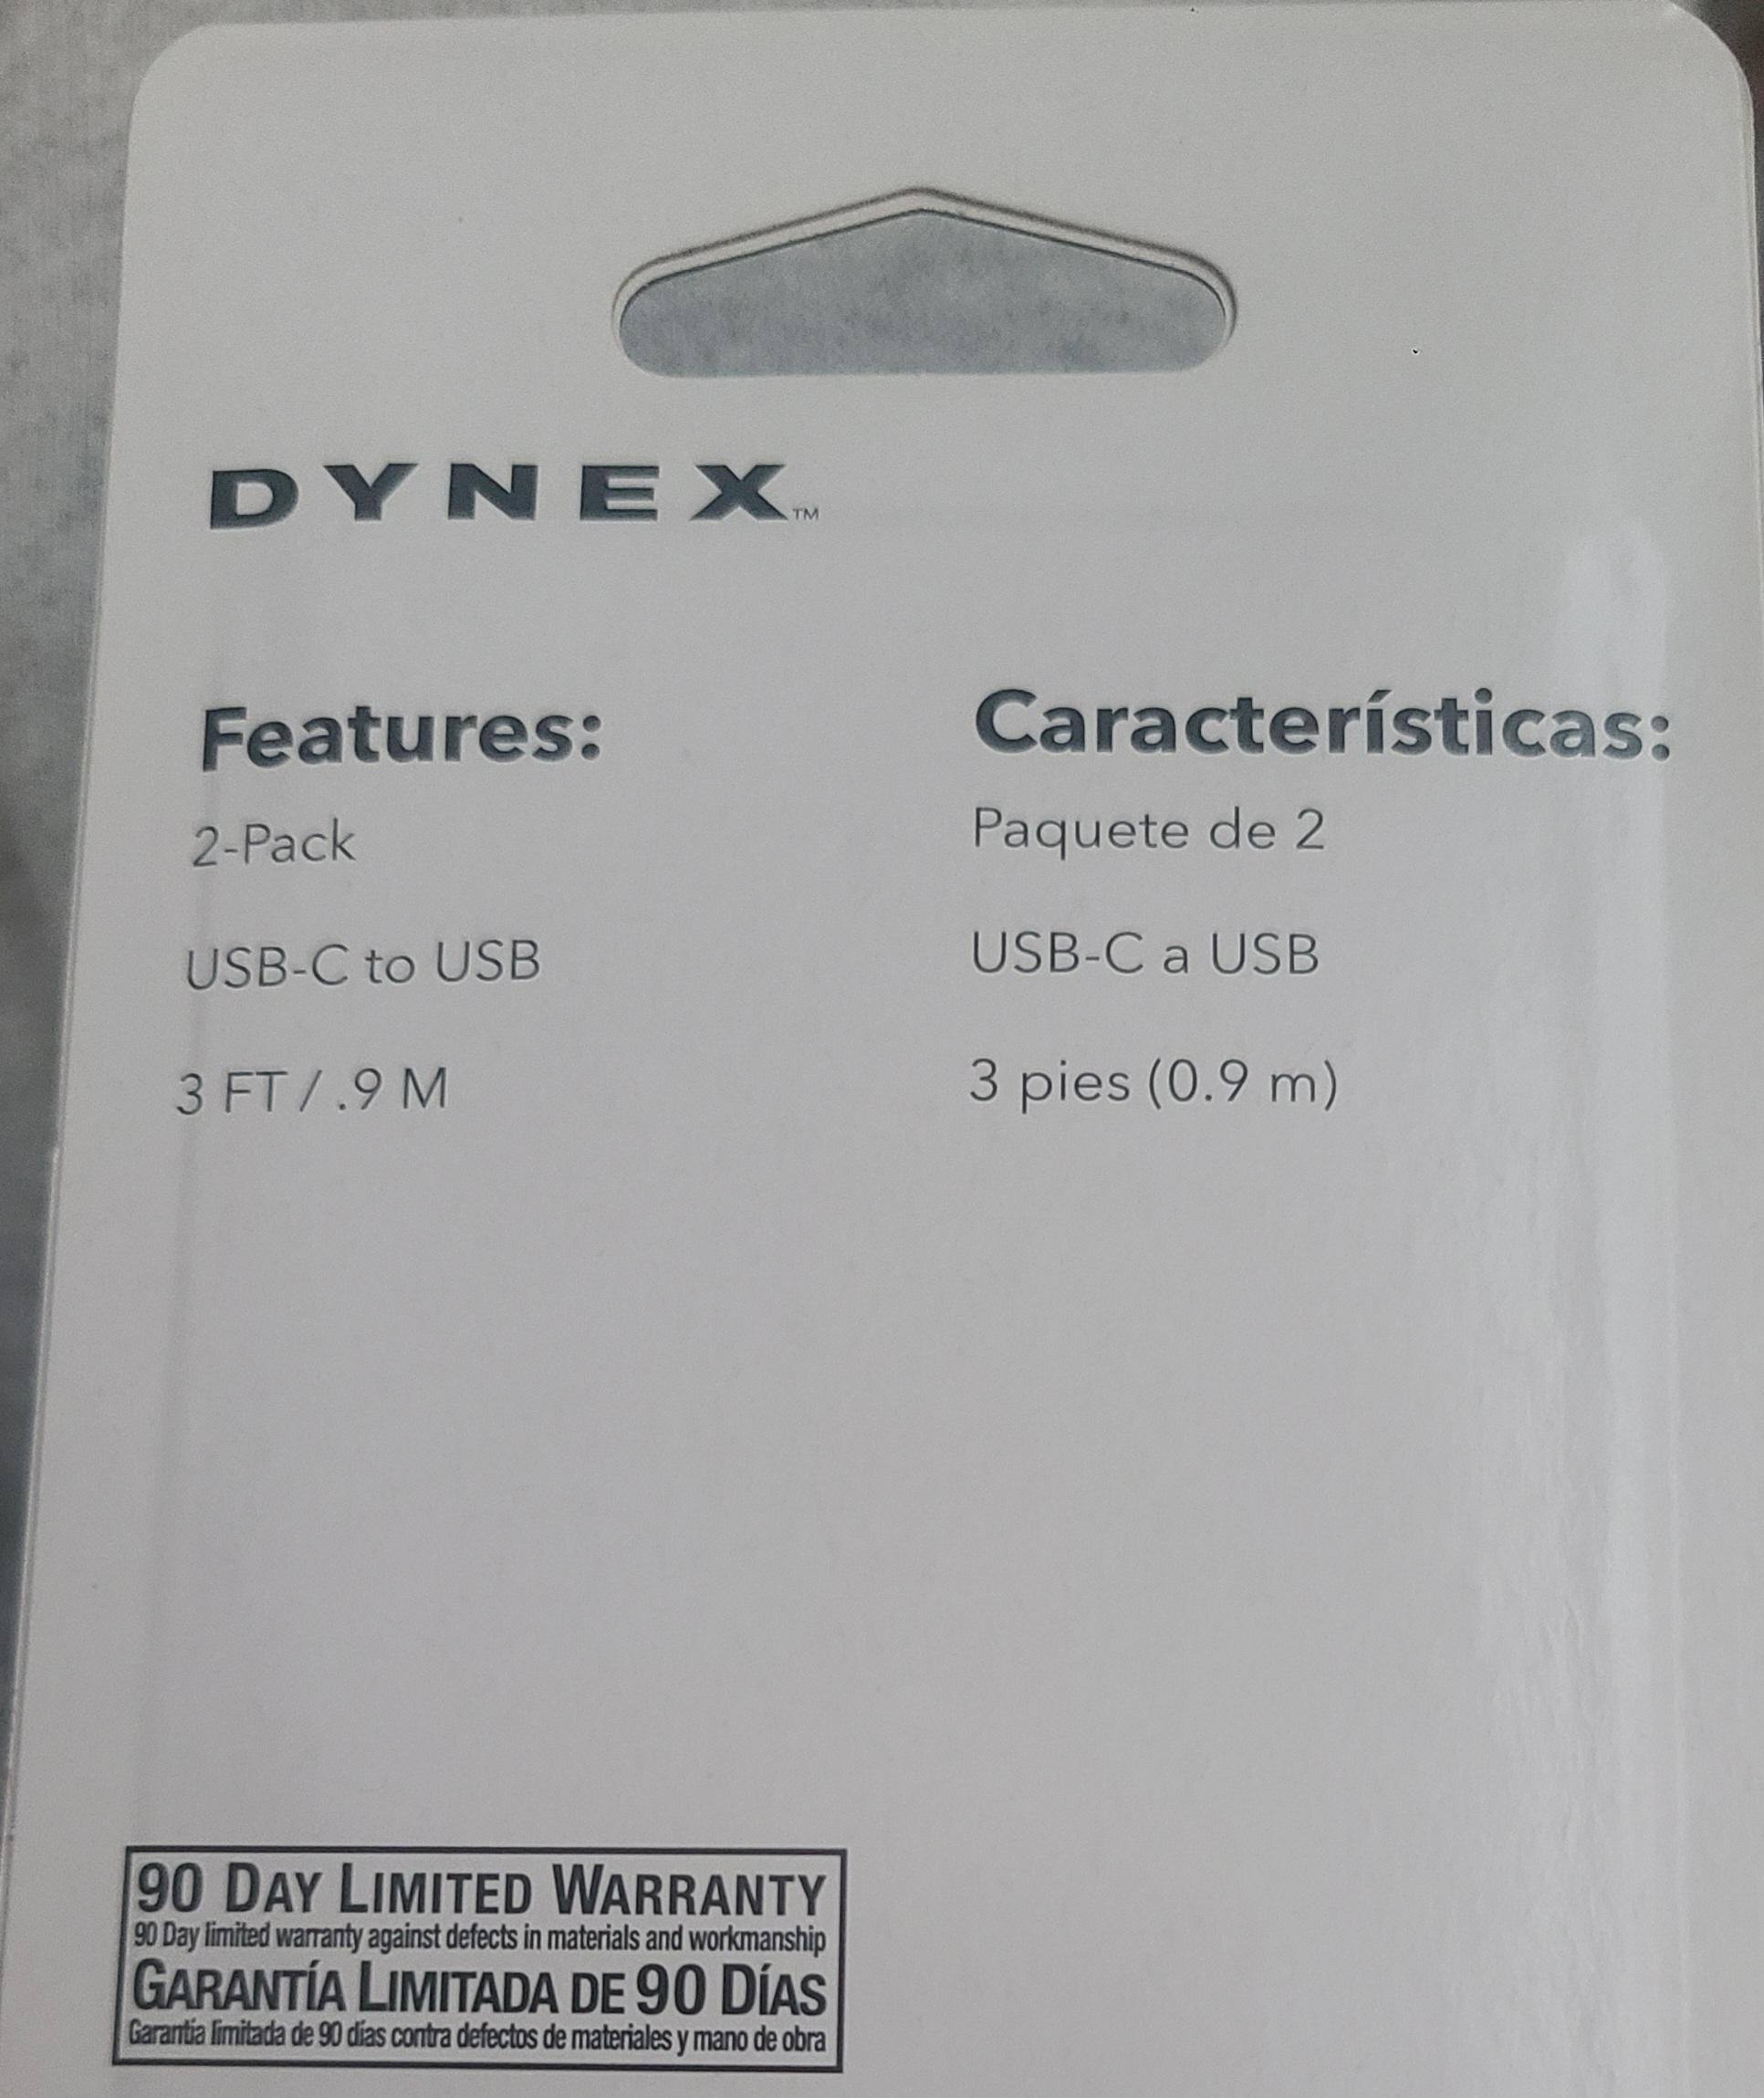 DYNEX™
Features:
2-Pack
USB-C to USB
3 FT / .9 M
Características:
Paquete de 2
USB-C a USB
3 pies (0.9 m)
90 DAY LIMITED WARRANTY
90 Day limited warranty against defects in materials and workmanship
GARANTÍA LIMITADA DE 90 DÍAS
Garantía limitada de 90 días contra defectos de materiales y mano de obra